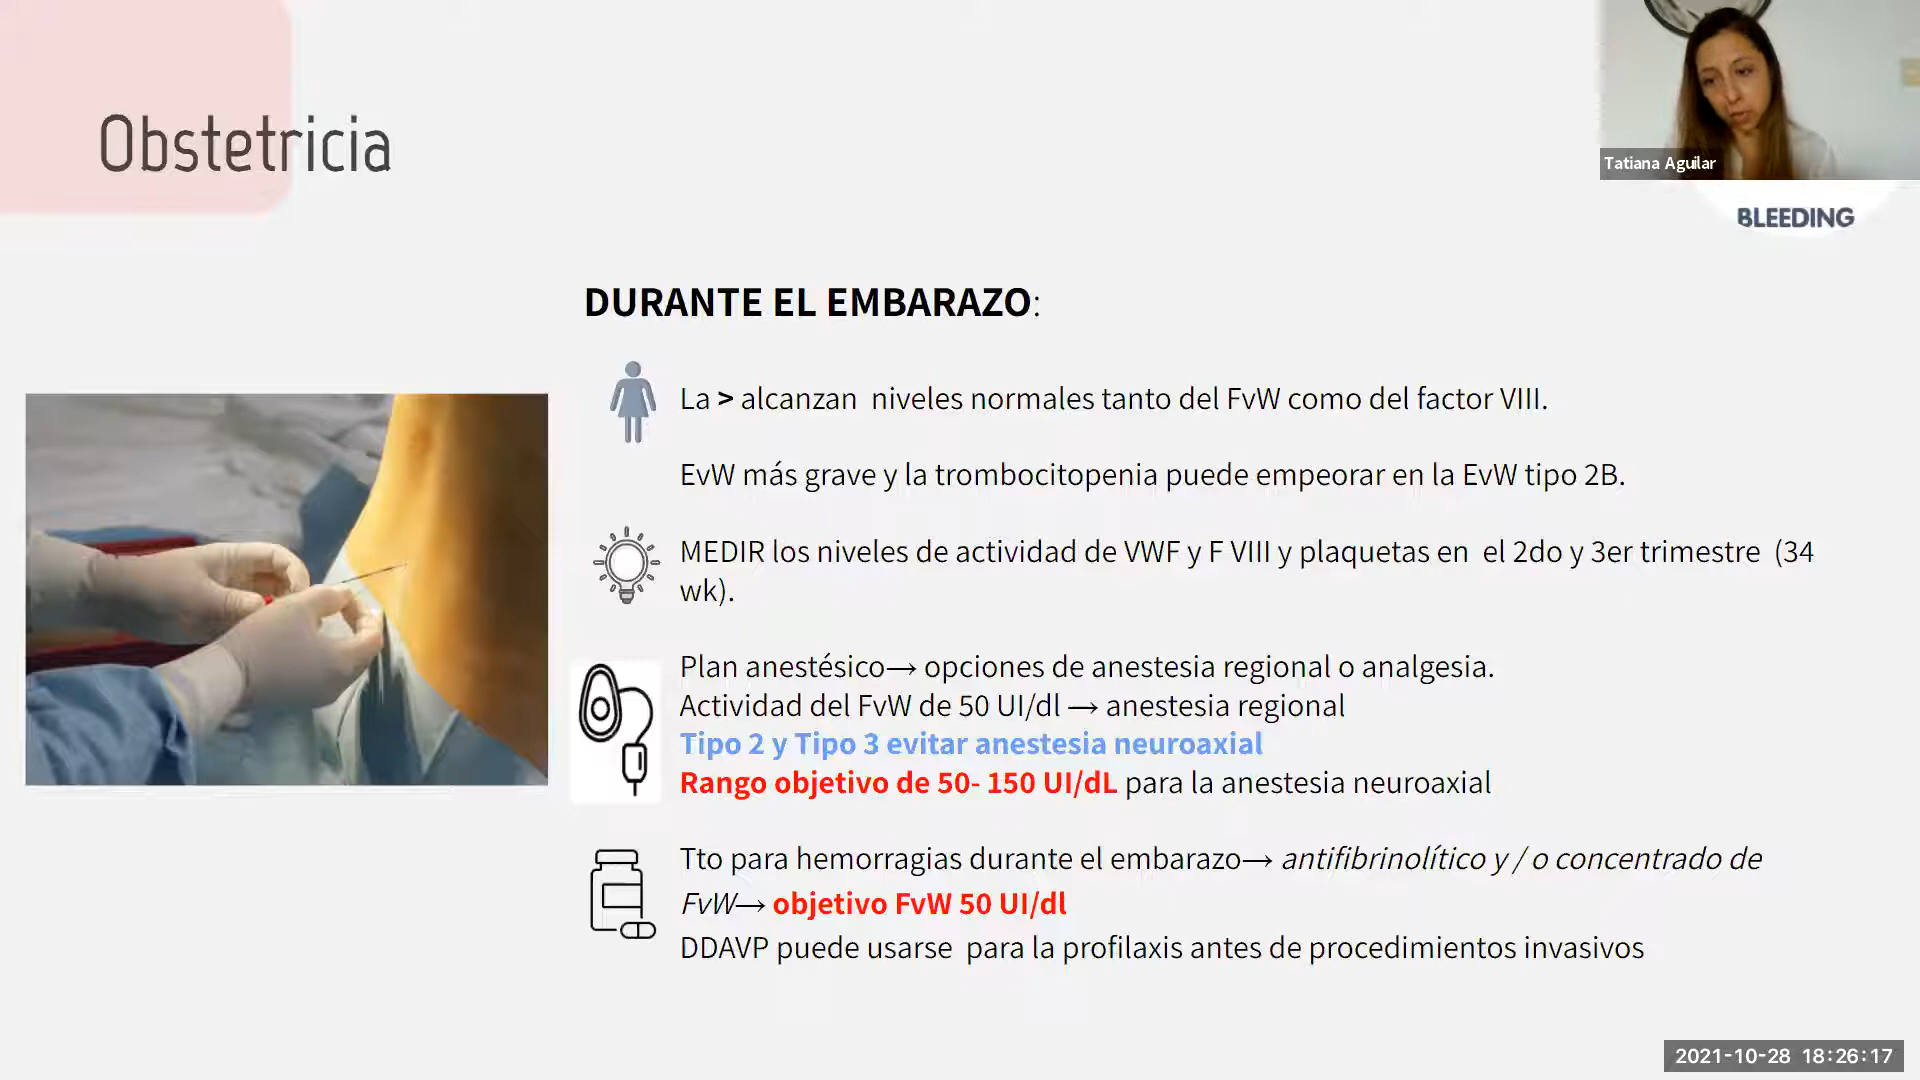 Obstetricia
Tatiana Aguilar
BLEEDING
DURANTE EL EMBARAZO:
La > alcanzan niveles normales tanto del FvW como del factor VIII.
EvW más grave y la trombocitopenia puede empeorar en la EvW tipo 2B.
MEDIR los niveles de actividad de VWF y F VIII y plaquetas en el 2do y 3er trimestre (34
wk).
Plan anestésico→ opciones de anestesia regional o analgesia.
Actividad del FvW de 50 UI/dl → anestesia regional
Tipo 2 y Tipo 3 evitar anestesia neuroaxial
Rango objetivo de 50- 150 UI/dL para la anestesia neuroaxial
Tto para hemorragias durante el embarazo→ antifibrinolítico y / o concentrado de
FvW→ objetivo FvW 50 UI/dl
DDAVP puede usarse para la profilaxis antes de procedimientos invasivos
2021-10-28 18:26:17